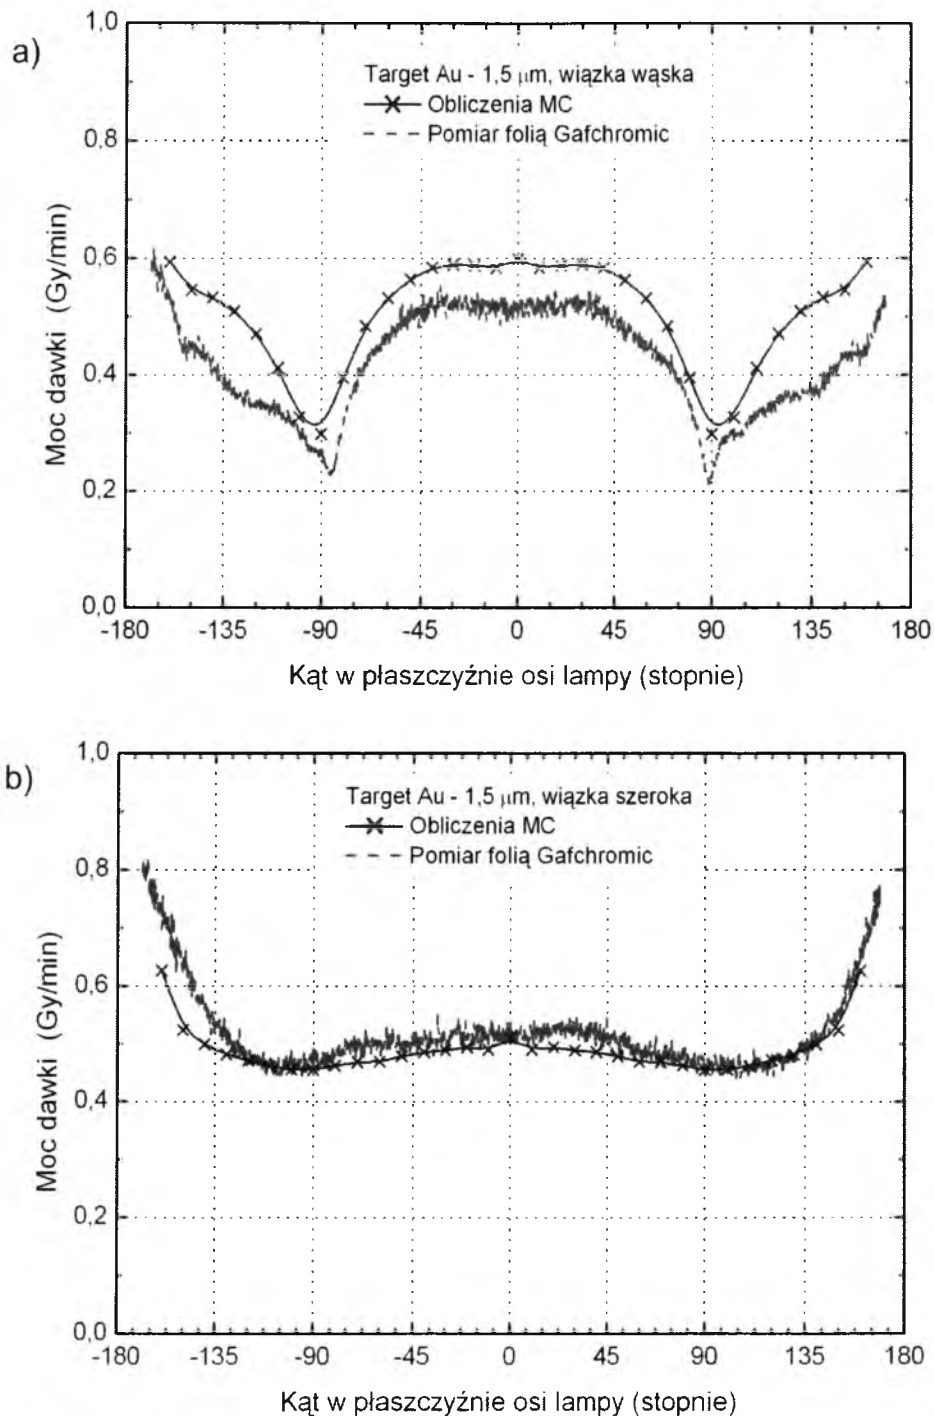 a)
1,0
0,8
0,6
0,4
0,2
0,0
Moc dawki (Gy/min)
Target Au - 1,5 μm, wiązka wąska
Obliczenia MC
Pomiar folią Gafchromic
-180 -135 -90 -45 0 45 90 135 180
Kąt w płaszczyźnie osi lampy (stopnie)
b)
1,0
0,8
0,6
0,4
0,2
0,0
Moc dawki (Gy/min)
Target Au - 1,5 μm, wiązka szeroka
Obliczenia MC
Pomiar folią Gafchromic
-180 -135 -90 -45 0 45 90 135 180
Kąt w płaszczyźnie osi lampy (stopnie)